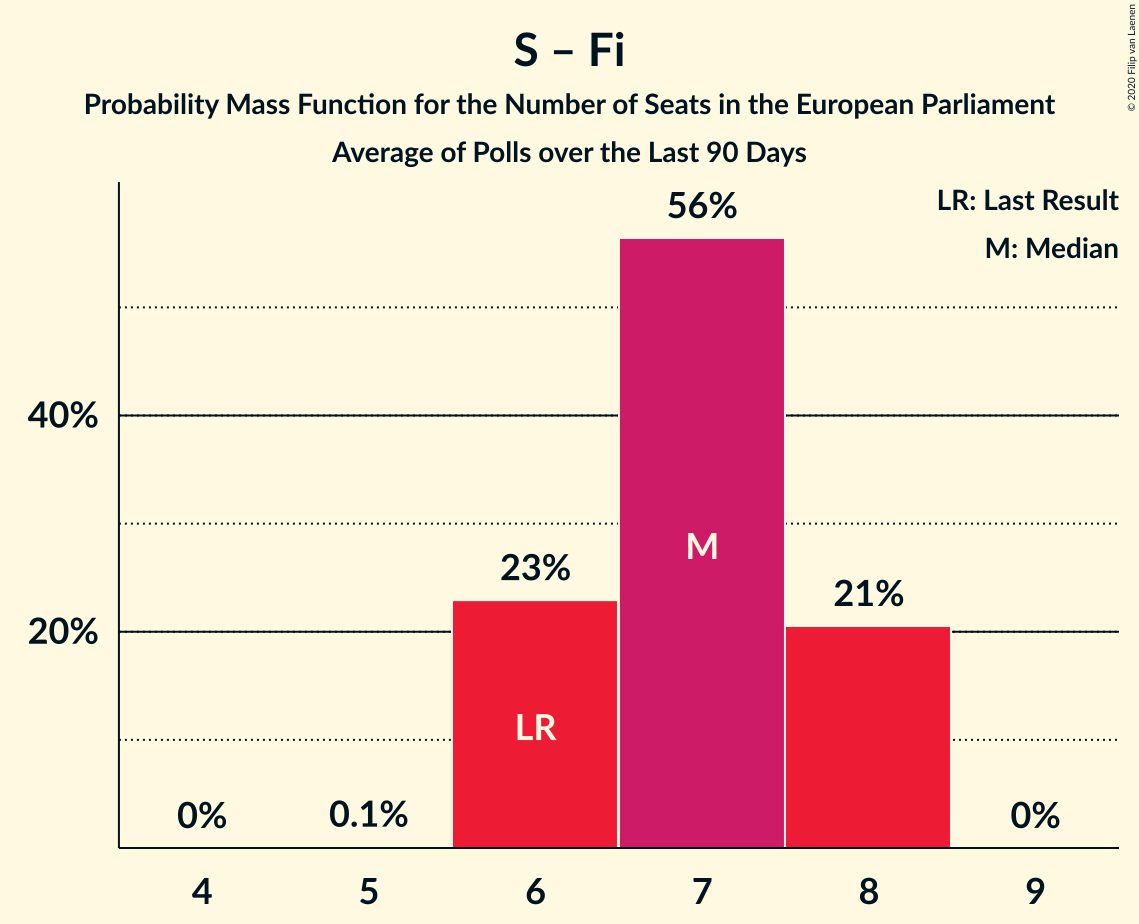 S – Fi
Probability Mass Function for the Number of Seats in the European Parliament
Average of Polls over the Last 90 Days
© 2020 Filip van Laenen
LR: Last Result
M: Median
56%
40%
M
23%
21%
20%
LR
0%
0.1%
0%
4
5
6
7
8
9